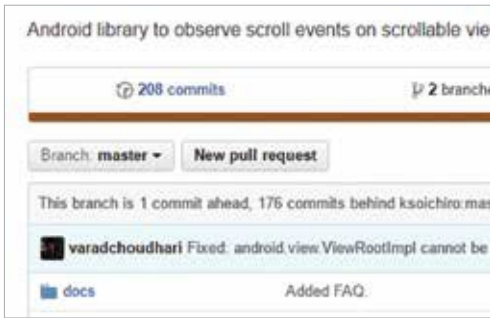 Android library to observe scroll events on scrollable vie
208 commits
2 branche
Branch: master
New pull request
This branch is 1 commit ahead, 176 commits behind ksoichiro:mas
varadchoudhari Fixed: android.view.ViewRootImpl cannot be
docs
Added FAQ.